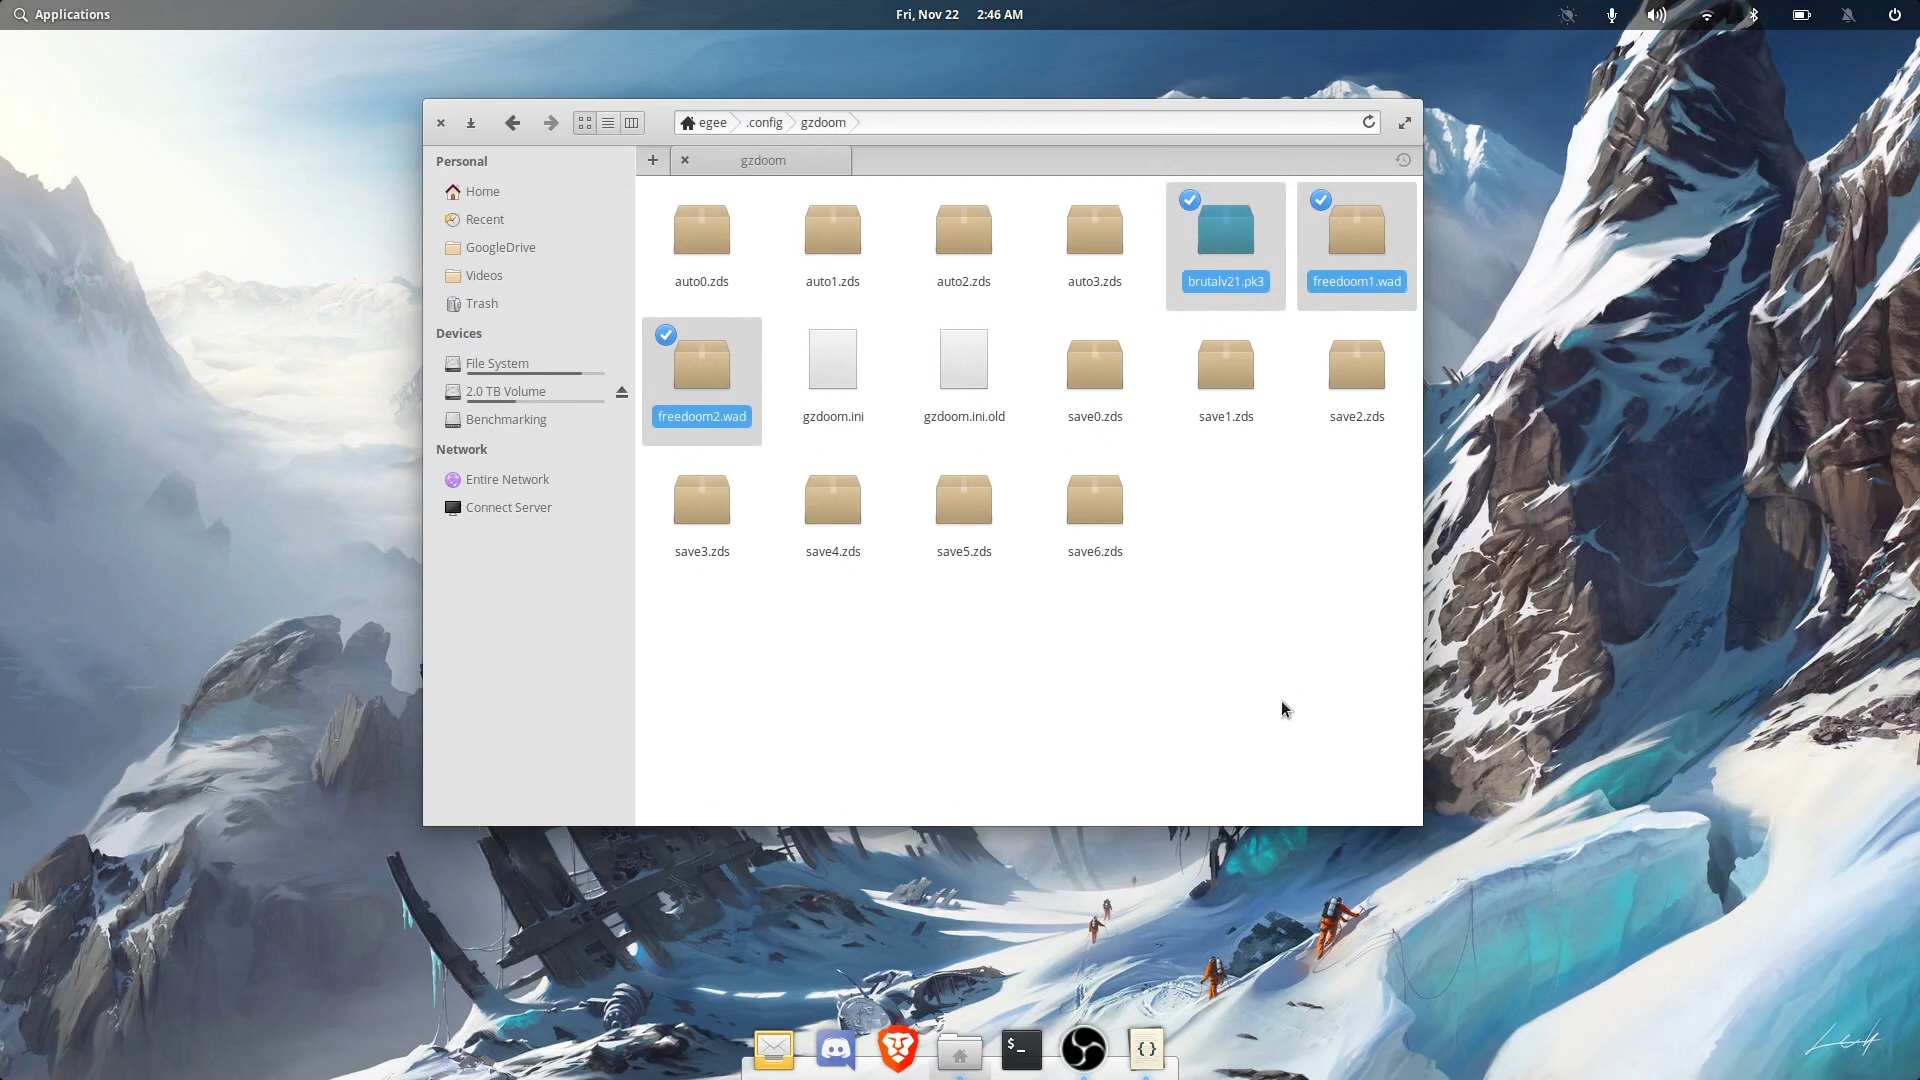 Applications
Fri, Nov 22 2:46 AM
egee .config gzdoom
gzdoom
Personal
Home
Recent
GoogleDrive
Videos
Trash
Devices
File System
2.0 TB Volume
Benchmarking
Network
Entire Network
Connect Server
auto0.zds auto1.zds auto2.zds auto3.zds brutalv21.pk3 freedoom1.wad
freedoom2.wad gzdoom.ini gzdoom.ini.old save0.zds save1.zds save2.zds
save3.zds save4.zds save5.zds save6.zds
$_
{}